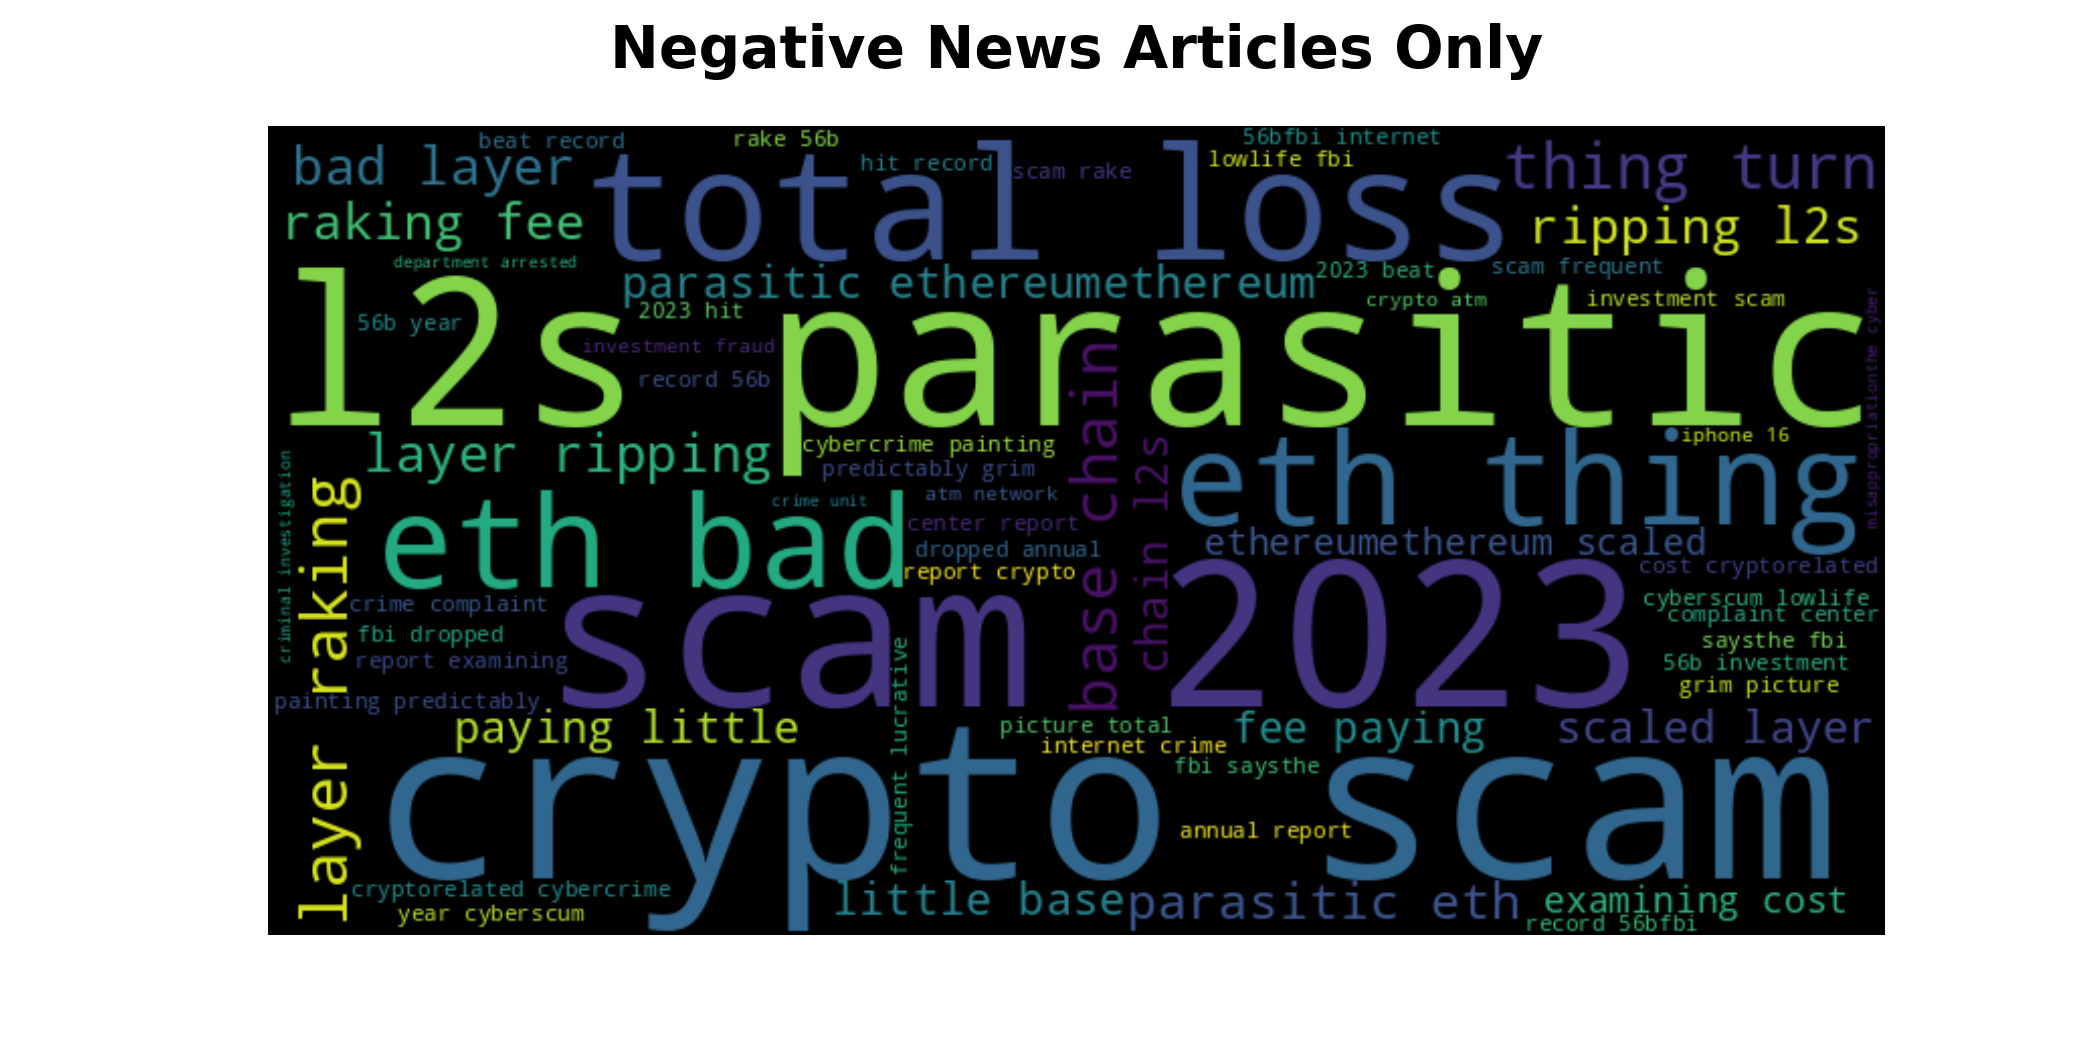 Negative News Articles Only
beat record
rake 56b
56bfbi internet
bad layer
total loss
hit record
scam rake
lowlife fbi
thing turn
raking fee
ripping l2s
department arrested
parasitic ethereumethereum
2023 beat
scam frequent
l2s parasitic
56b year
2023 hit
crypto atm
investment scam
investment fraud
record 56b
misappropriationthe cyber
base chain
layer ripping
cybercrime painting
chain l2s
eth thing
iphone 16
predictably grim
criminal investigation
layer raking
eth bad
crime unit
atm network
center report
dropped annual
ethereumethereum scaled
report crypto
cost cryptorelated
scam 2023
crime complaint
cyberscum lowlife
complaint center
fbi dropped
saysthe fbi
report examining
56b investment
grim picture
painting predictably
frequent lucrative
paying little
picture total
fee paying
scaled layer
internet crime
fbi saysthe
crypto scam
annual report
cryptorelated cybercrime
little base
parasitic eth
examining cost
year cyberscum
record 56bfbi